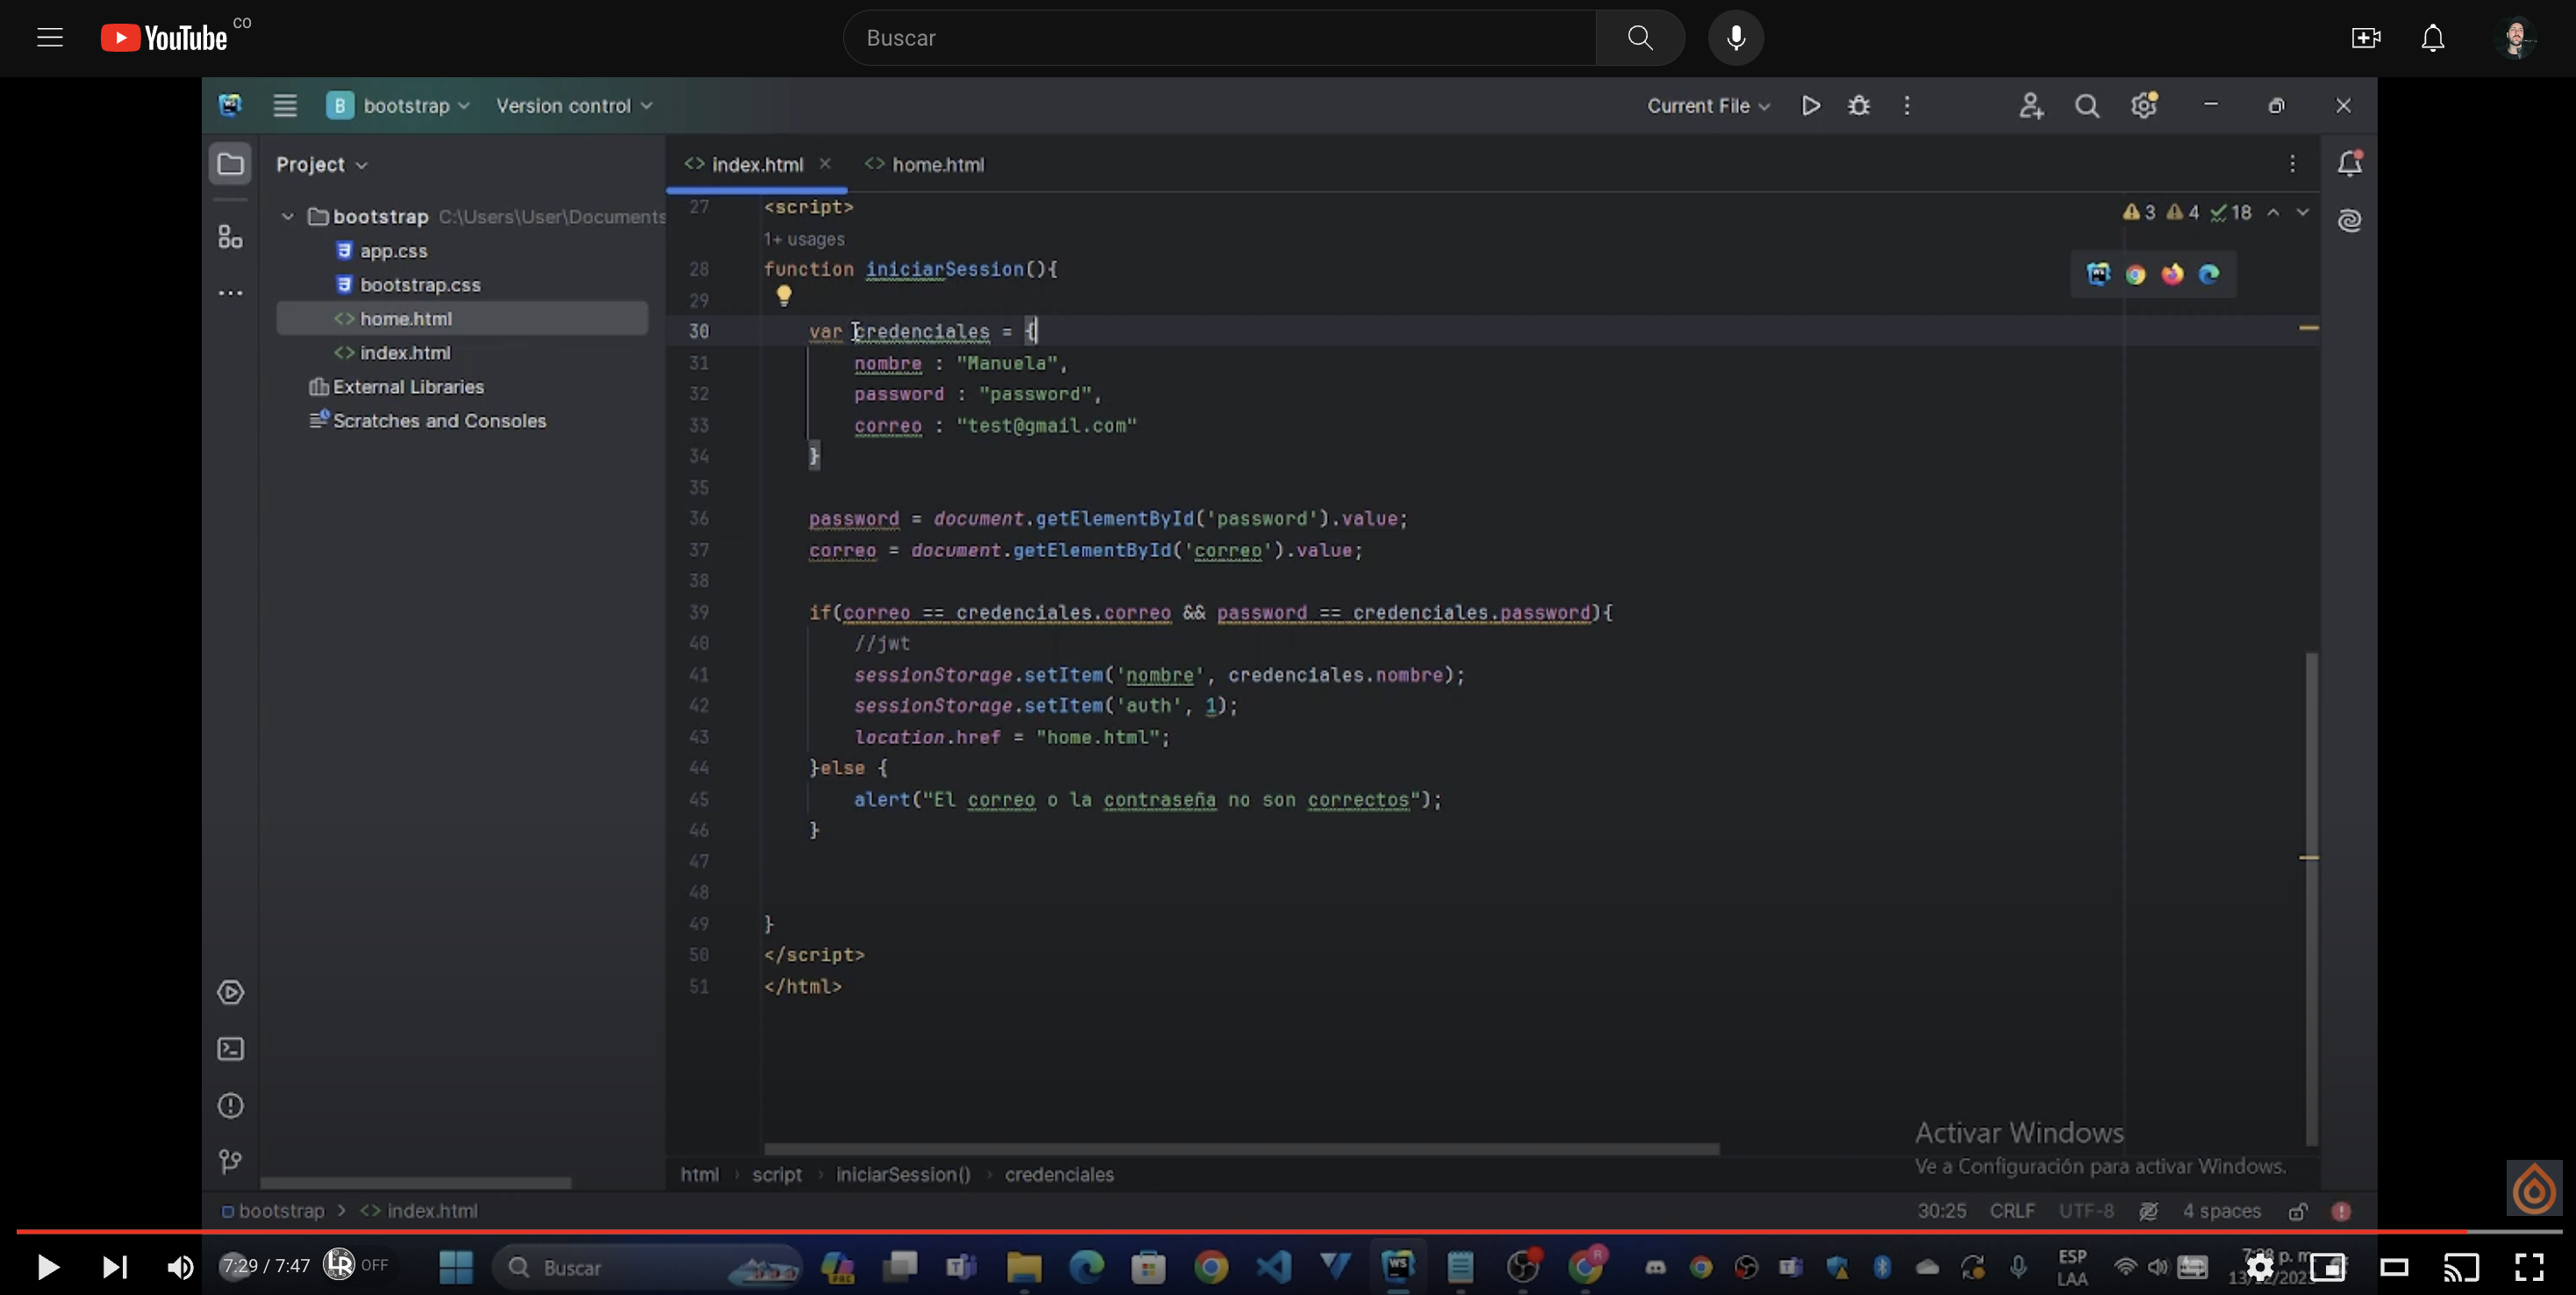 YouTube CO
Buscar
B bootstrap Version control
Current File
Project
index.html
home.html
bootstrap C:\Users\User\Documents
app.css
bootstrap.css
home.html
index.html
External Libraries
Scratches and Consoles
3 4 18
27 <script>
1+ usages
28 function iniciarSession(){
29
30 var credenciales = {
31 nombre : "Manuela",
32 password : "password",
33 correo : "test@gmail.com"
34 }
35
36 password = document.getElementById('password').value;
37 correo = document.getElementById('correo').value;
38
39 if(correo == credenciales.correo && password == credenciales.password){
40 //jwt
41 sessionStorage.setItem('nombre', credenciales.nombre);
42 sessionStorage.setItem('auth', 1);
43 location.href = "home.html";
44 }else {
45 alert("El correo o la contraseña no son correctos");
46 }
47
48
49 }
50 </script>
51 </html>
Activar Windows
Ve a Configuración para activar Windows.
html › script › iniciarSession() › credenciales
bootstrap > index.html
30:25 CRLF UTF-8 4 spaces
7:29 / 7:47
LR OFF
Buscar
ESP
LAA